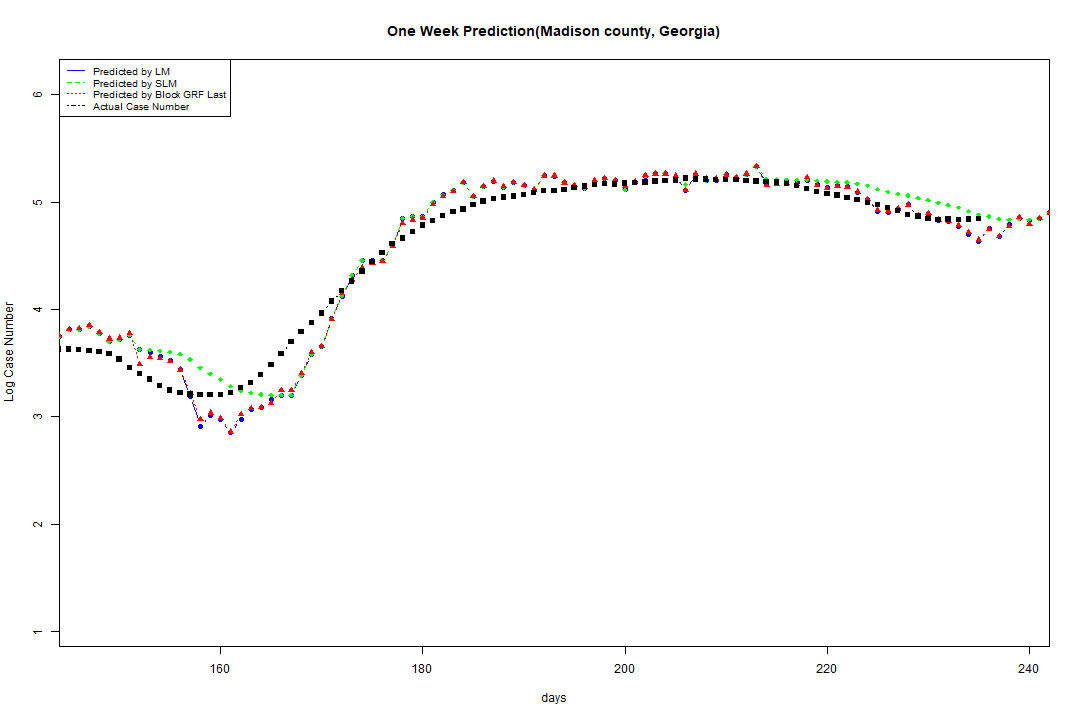 One Week Prediction(Madison county, Georgia)
Predicted by LM
Predicted by SLM
Predicted by Block GRF Last
Actual Case Number
6
5
4
3
2
1
Log Case Number
160 180 200 220 240
days